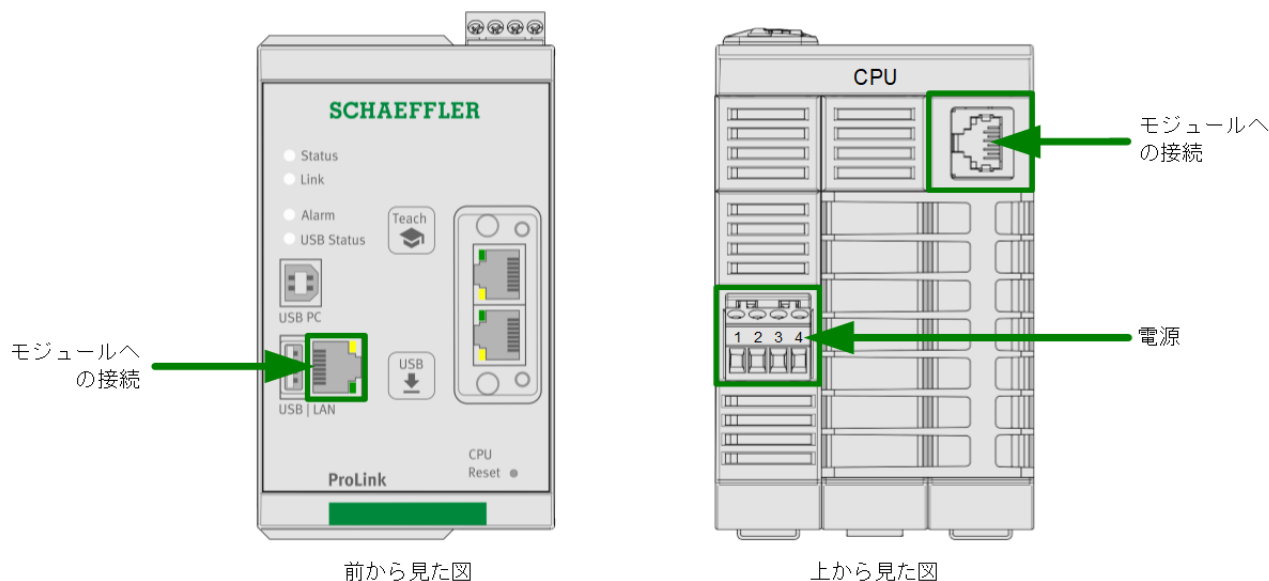 SCHAEFFLER
Status
Link
Alarm
USB Status
Teach
USB PC
モジュールへ
の接続
USB | LAN
USB
CPU
Reset
ProLink
前から見た図
CPU
モジュールへ
の接続
1 2 3 4
電源
上から見た図